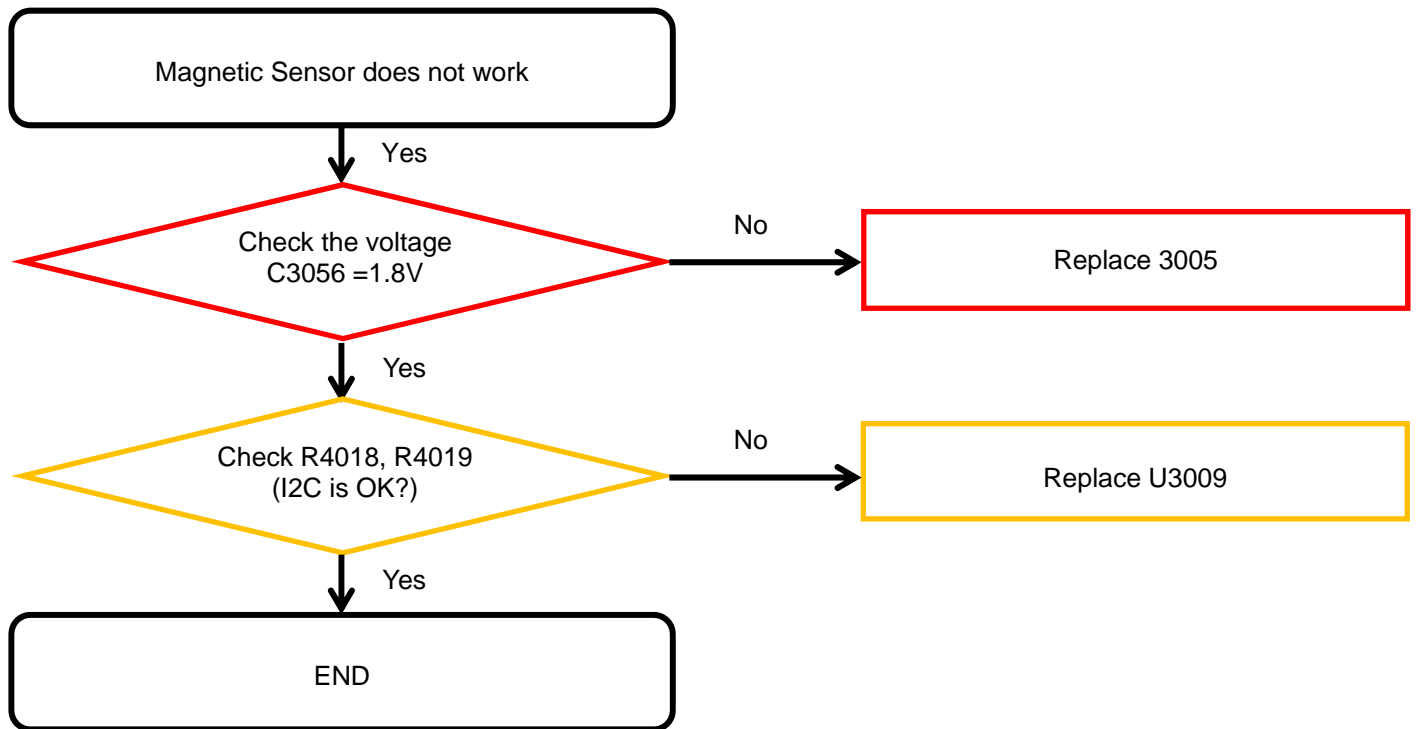 Magnetic Sensor does not work
Yes
Check the voltage
C3056 =1.8V
No
Replace 3005
Yes
Check R4018, R4019
(I2C is OK?)
No
Replace U3009
Yes
END